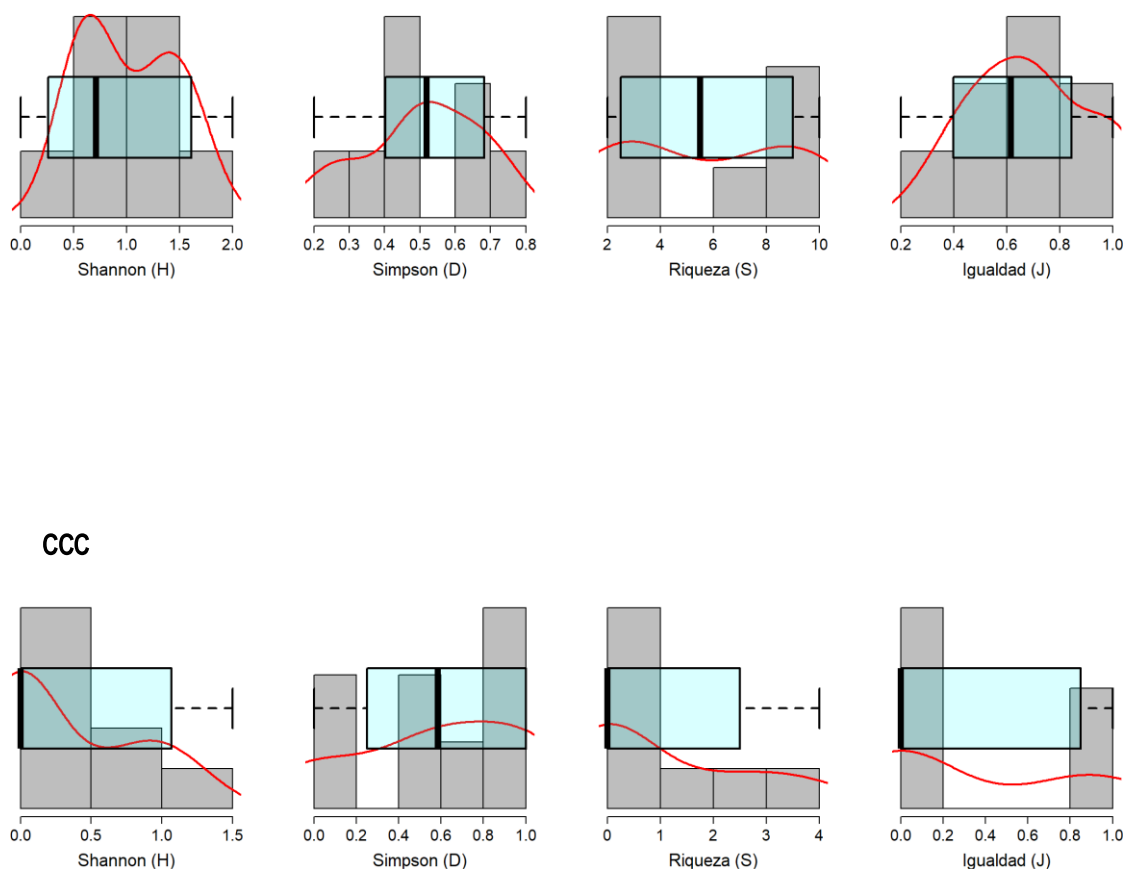 0.0 0.5 1.0 1.5 2.0
Shannon (H)
0.2 0.3 0.4 0.5 0.6 0.7 0.8
Simpson (D)
2 4 6 8 10
Riqueza (S)
0.2 0.4 0.6 0.8 1.0
Igualdad (J)
CCC
0.0 0.5 1.0 1.5
Shannon (H)
0.0 0.2 0.4 0.6 0.8 1.0
Simpson (D)
0 1 2 3 4
Riqueza (S)
0.0 0.2 0.4 0.6 0.8 1.0
Igualdad (J)